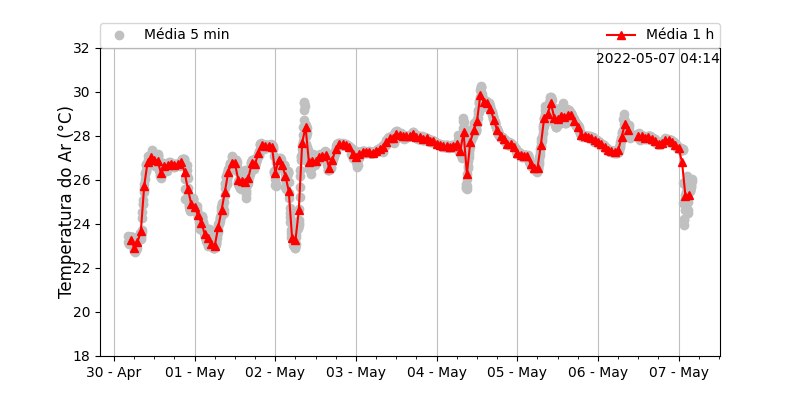 Média 5 min
Média 1 h
2022-05-07 04:14
Temperatura do Ar (°C)
32
30
28
26
24
22
20
18
30 - Apr
01 - May
02 - May
03 - May
04 - May
05 - May
06 - May
07 - May